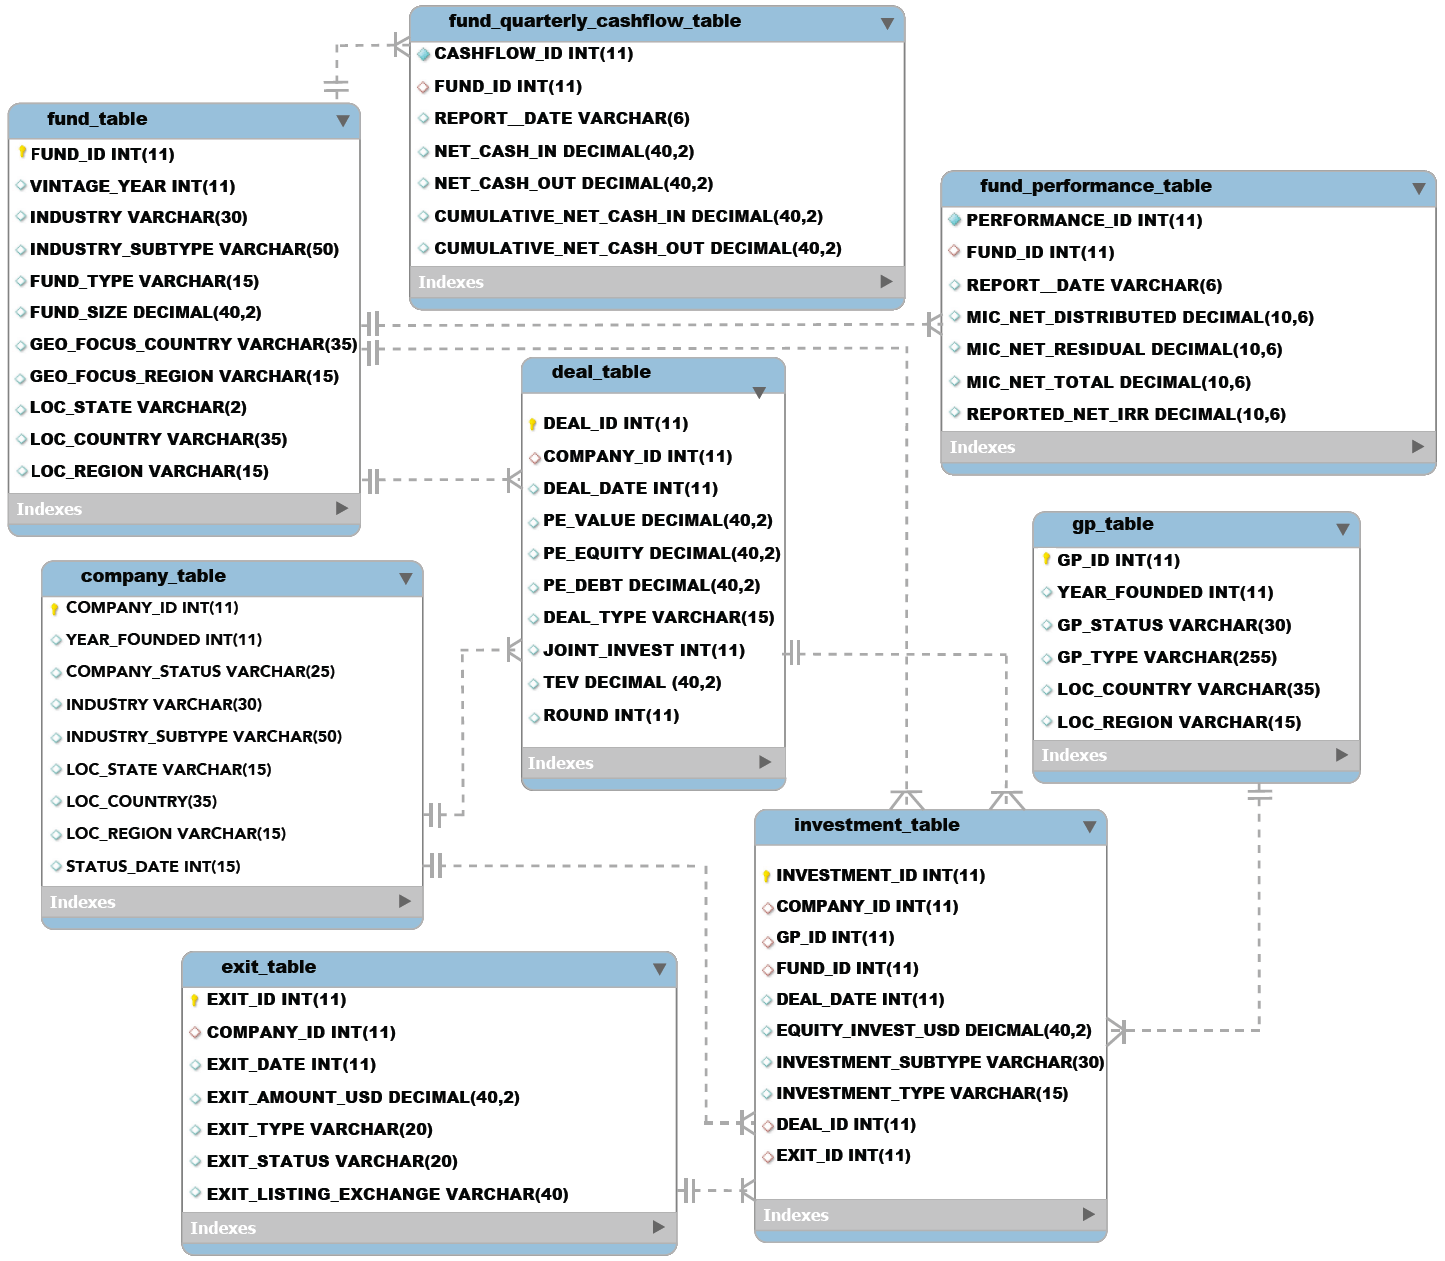 fund_quarterly_cashflow_table
CASHFLOW_ID INT(11)
FUND_ID INT(11)
REPORT__DATE VARCHAR(6)
NET_CASH_IN DECIMAL(40,2)
NET_CASH_OUT DECIMAL(40,2)
CUMULATIVE_NET_CASH_IN DECIMAL(40,2)
CUMULATIVE_NET_CASH_OUT DECIMAL(40,2)
Indexes
fund_table
FUND_ID INT(11)
VINTAGE_YEAR INT(11)
INDUSTRY VARCHAR(30)
INDUSTRY_SUBTYPE VARCHAR(50)
FUND_TYPE VARCHAR(15)
FUND_SIZE DECIMAL(40,2)
GEO_FOCUS_COUNTRY VARCHAR(35)
GEO_FOCUS_REGION VARCHAR(15)
LOC_STATE VARCHAR(2)
LOC_COUNTRY VARCHAR(35)
LOC_REGION VARCHAR(15)
Indexes
fund_performance_table
PERFORMANCE_ID INT(11)
FUND_ID INT(11)
REPORT__DATE VARCHAR(6)
MIC_NET_DISTRIBUTED DECIMAL(10,6)
MIC_NET_RESIDUAL DECIMAL(10,6)
MIC_NET_TOTAL DECIMAL(10,6)
REPORTED_NET_IRR DECIMAL(10,6)
Indexes
deal_table
DEAL_ID INT(11)
COMPANY_ID INT(11)
DEAL_DATE INT(11)
PE_VALUE DECIMAL(40,2)
PE_EQUITY DECIMAL(40,2)
PE_DEBT DECIMAL(40,2)
DEAL_TYPE VARCHAR(15)
JOINT_INVEST INT(11)
TEV DECIMAL (40,2)
ROUND INT(11)
Indexes
gp_table
GP_ID INT(11)
YEAR_FOUNDED INT(11)
GP_STATUS VARCHAR(30)
GP_TYPE VARCHAR(255)
LOC_COUNTRY VARCHAR(35)
LOC_REGION VARCHAR(15)
Indexes
company_table
COMPANY_ID INT(11)
YEAR_FOUNDED INT(11)
COMPANY_STATUS VARCHAR(25)
INDUSTRY VARCHAR(30)
INDUSTRY_SUBTYPE VARCHAR(50)
LOC_STATE VARCHAR(15)
LOC_COUNTRY(35)
LOC_REGION VARCHAR(15)
STATUS_DATE INT(15)
Indexes
investment_table
INVESTMENT_ID INT(11)
COMPANY_ID INT(11)
GP_ID INT(11)
FUND_ID INT(11)
DEAL_DATE INT(11)
EQUITY_INVEST_USD DEICMAL(40,2)
INVESTMENT_SUBTYPE VARCHAR(30)
INVESTMENT_TYPE VARCHAR(15)
DEAL_ID INT(11)
EXIT_ID INT(11)
Indexes
exit_table
EXIT_ID INT(11)
COMPANY_ID INT(11)
EXIT_DATE INT(11)
EXIT_AMOUNT_USD DECIMAL(40,2)
EXIT_TYPE VARCHAR(20)
EXIT_STATUS VARCHAR(20)
EXIT_LISTING_EXCHANGE VARCHAR(40)
Indexes